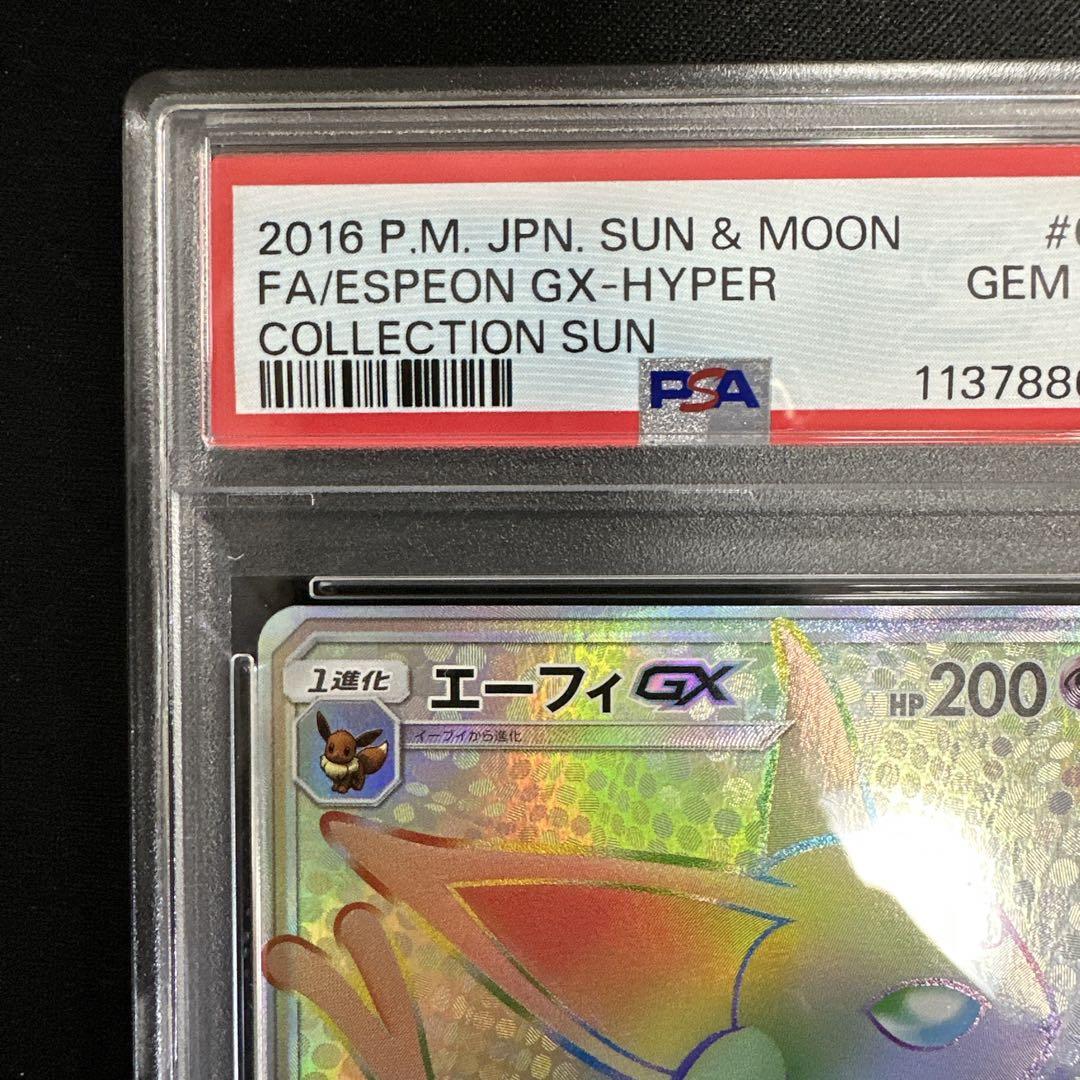 2016 P.M. JPN. SUN & MOON #
FA/ESPEON GX-HYPER GEM
COLLECTION SUN
PSA 1137886
1進化 エーフィGX HP200
イーブイから進化